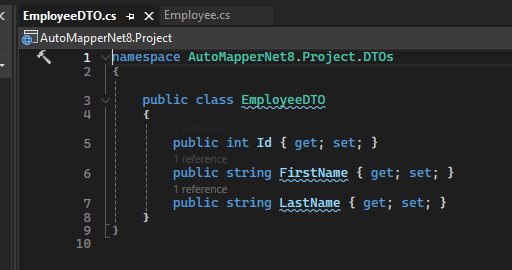 EmployeeDTO.cs Employee.cs
AutoMapperNet8.Project
1 namespace AutoMapperNet8.Project.DTOs
2 {
3 public class EmployeeDTO
4 {
5 public int Id { get; set; }
1 reference
6 public string FirstName { get; set; }
1 reference
7 public string LastName { get; set; }
8 }
9 }
10